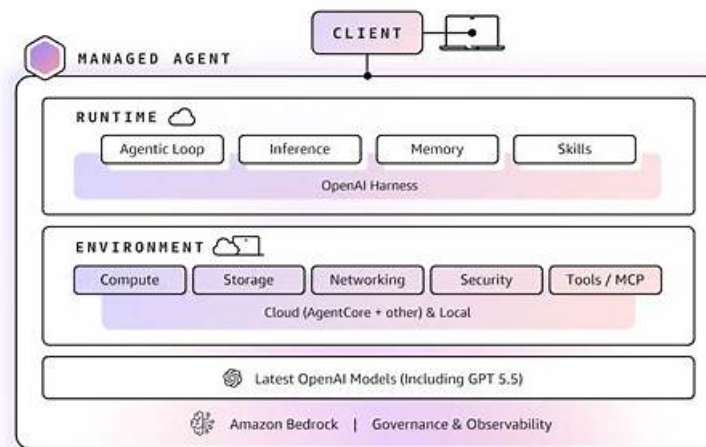 CLIENT
MANAGED AGENT
RUNTIME
Agentic Loop Inference Memory Skills
OpenAI Harness
ENVIRONMENT
Compute Storage Networking Security Tools / MCP
Cloud (AgentCore + other) & Local
Latest OpenAI Models (Including GPT 5.5)
Amazon Bedrock | Governance & Observability